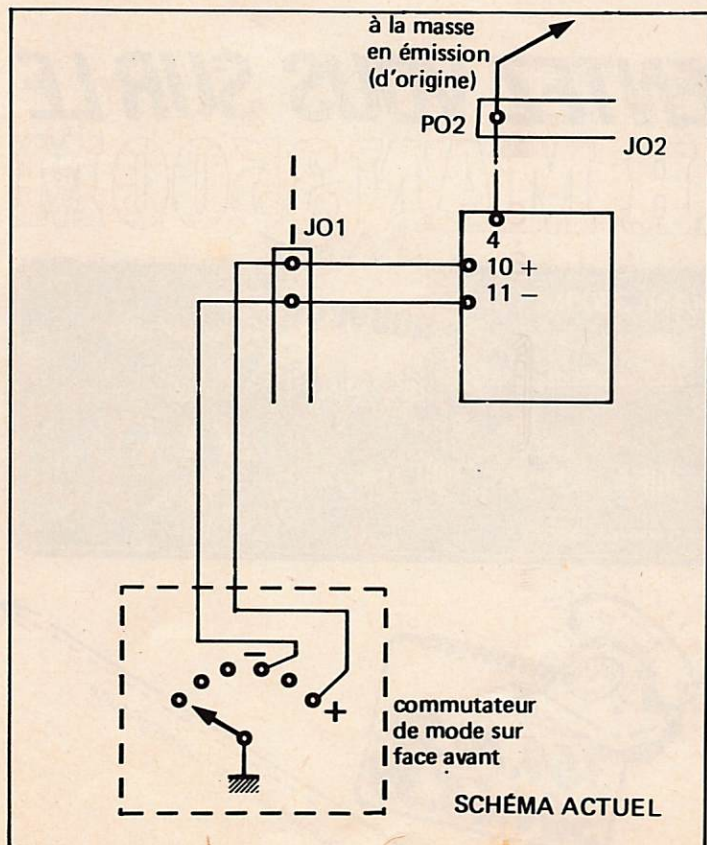 à la masse
en émission
(d'origine)
PO2
JO2
JO1
4
10 +
11 –
–
+
commutateur
de mode sur
face avant
SCHÉMA ACTUEL